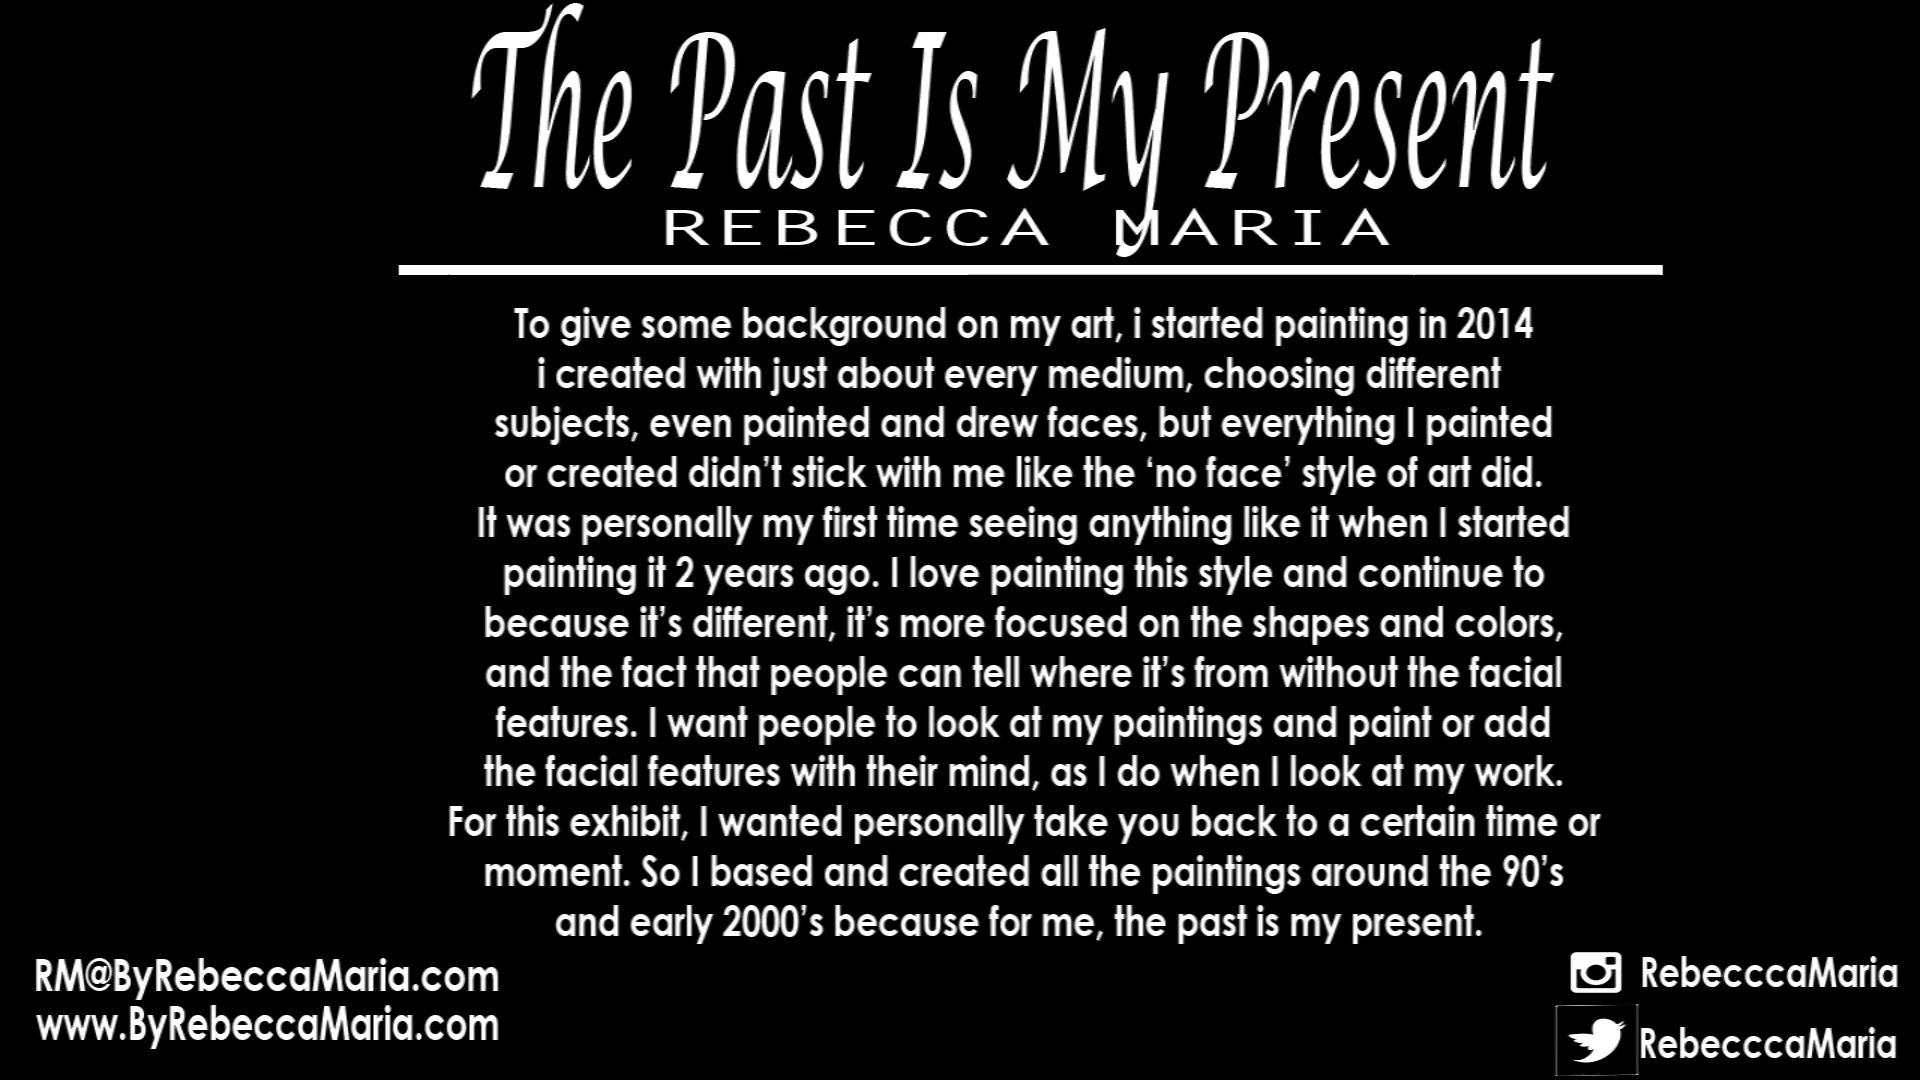 The Past Is My Present
REBECCA MARIA
To give some background on my art, i started painting in 2014
i created with just about every medium, choosing different
subjects, even painted and drew faces, but everything I painted
or created didn’t stick with me like the ‘no face’ style of art did.
It was personally my first time seeing anything like it when I started
painting it 2 years ago. I love painting this style and continue to
because it’s different, it’s more focused on the shapes and colors,
and the fact that people can tell where it’s from without the facial
features. I want people to look at my paintings and paint or add
the facial features with their mind, as I do when I look at my work.
For this exhibit, I wanted personally take you back to a certain time or
moment. So I based and created all the paintings around the 90’s
and early 2000’s because for me, the past is my present.
RM@ByRebeccaMaria.com
www.ByRebeccaMaria.com
RebecccaMaria
RebecccaMaria